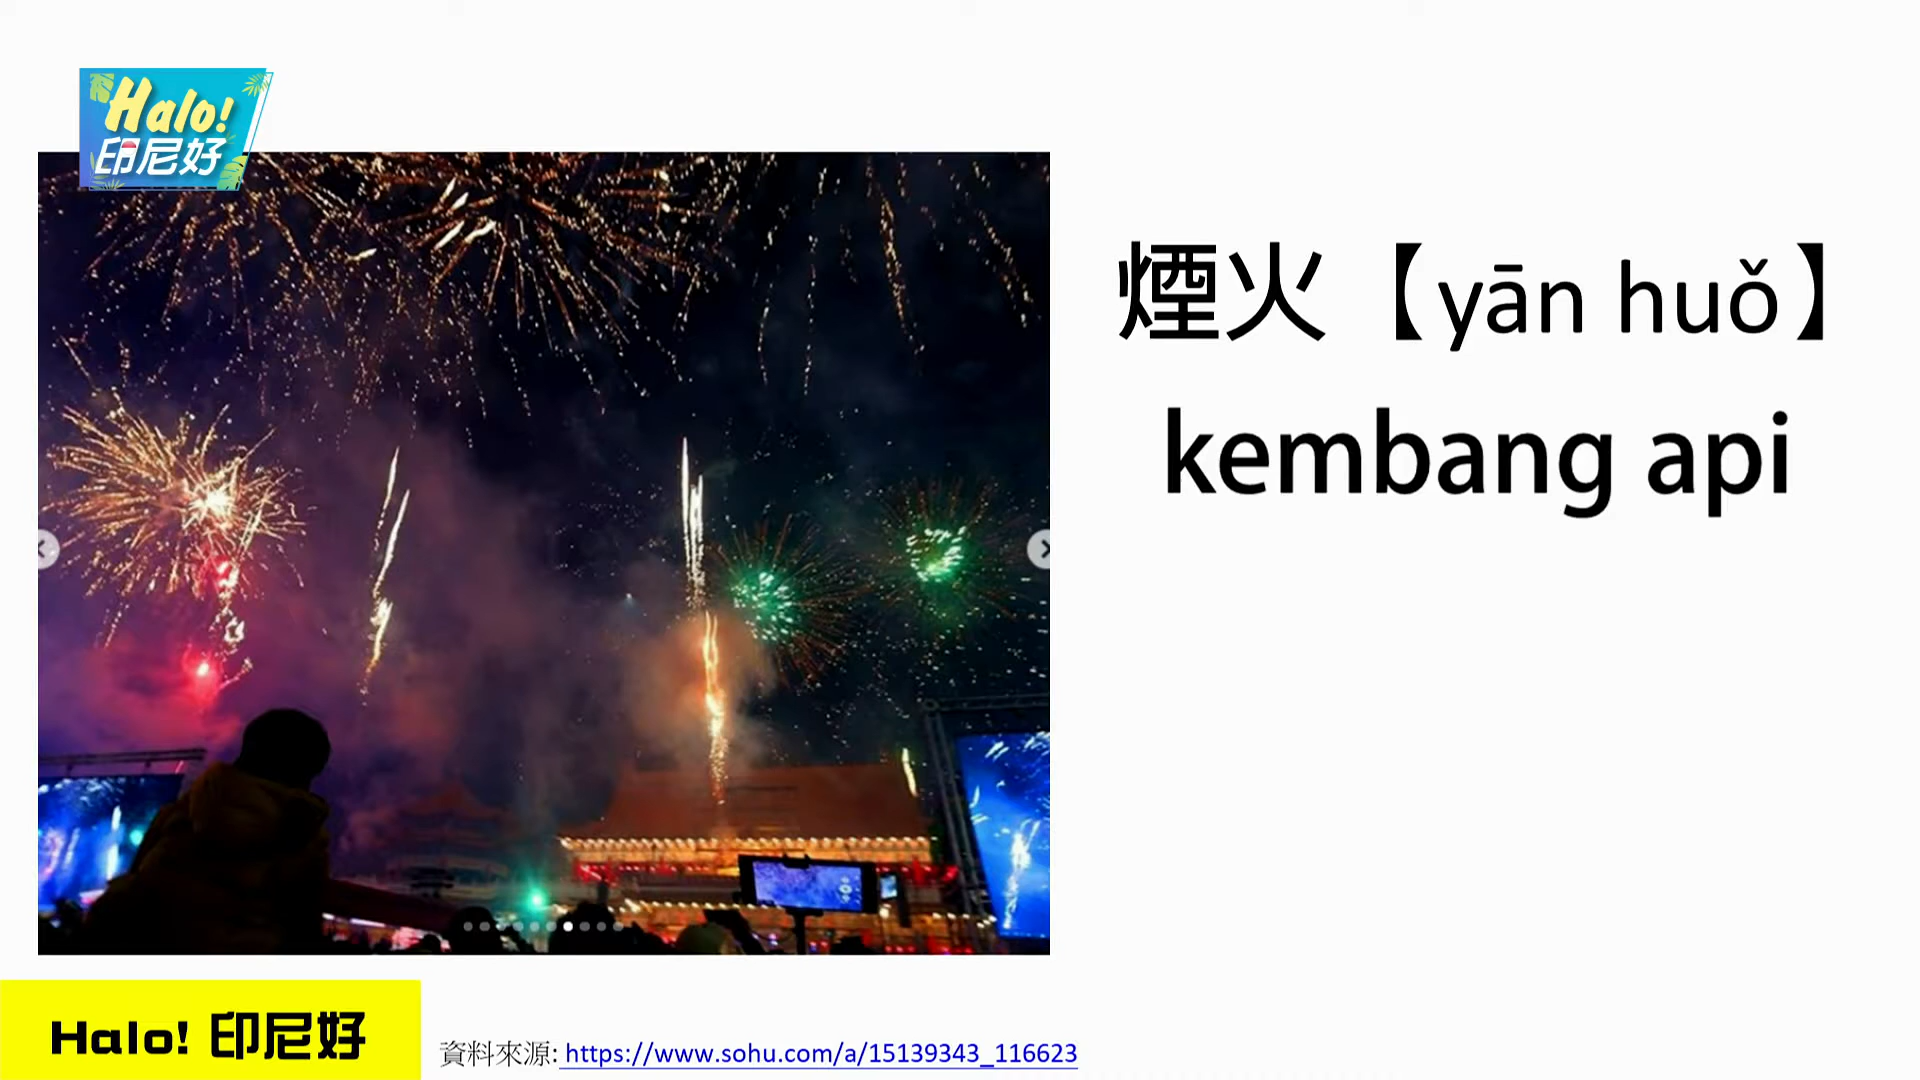 Halo!
印尼好
煙火【yān huǒ】
kembang api
Halo! 印尼好
資料來源: https://www.sohu.com/a/15139343_116623